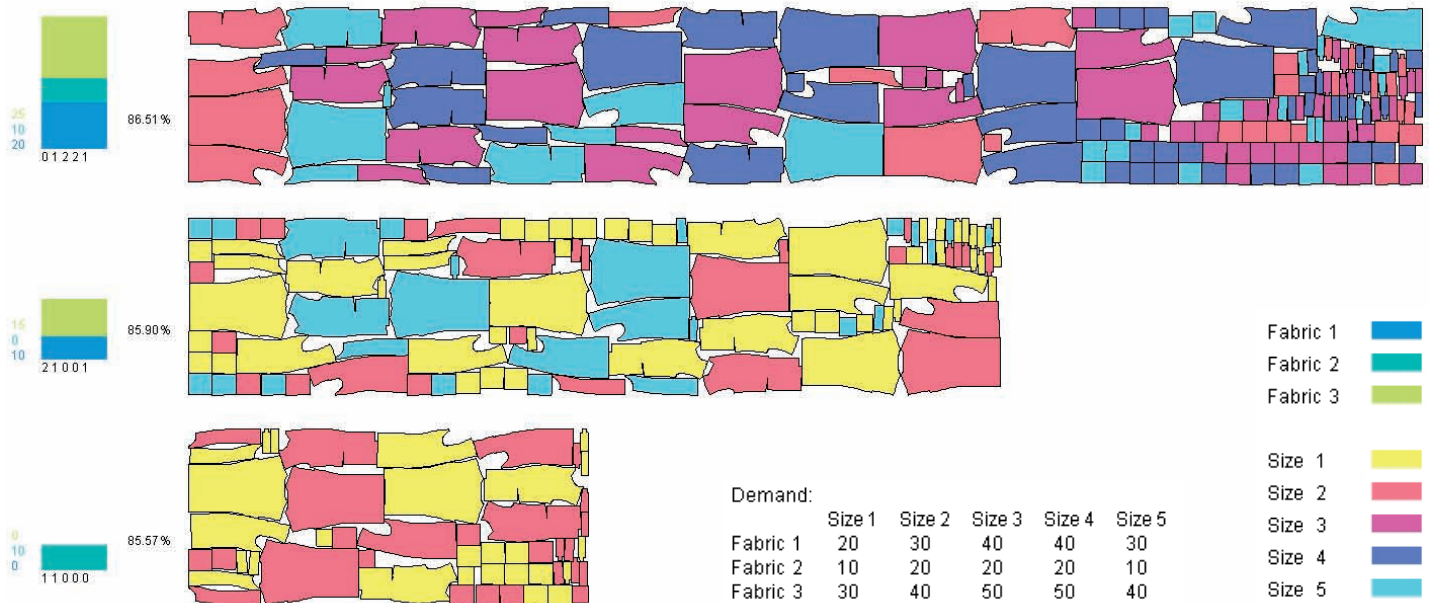 86.51 %
25
10
20
0 1 2 2 1
85.90 %
15
0
10
2 1 0 0 1
85.57 %
0
10
0
1 1 0 0 0
Fabric 1
Fabric 2
Fabric 3
Size 1
Size 2
Size 3
Size 4
Size 5
Demand:
Size 1 Size 2 Size 3 Size 4 Size 5
Fabric 1 20 30 40 40 30
Fabric 2 10 20 20 20 10
Fabric 3 30 40 50 50 40